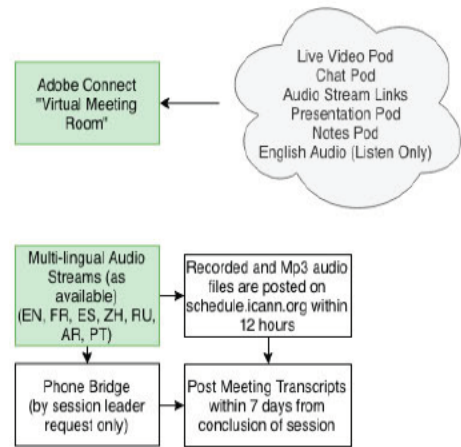 Live Video Pod
Chat Pod
Audio Stream Links
Presentation Pod
Notes Pod
English Audio (Listen Only)
Adobe Connect
"Virtual Meeting
Room"
Multi-lingual Audio
Streams (as
available)
(EN, FR, ES, ZH, RU,
AR, PT)
Recorded and Mp3 audio
files are posted on
schedule.icann.org within
12 hours
Phone Bridge
(by session leader
request only)
Post Meeting Transcripts
within 7 days from
conclusion of session